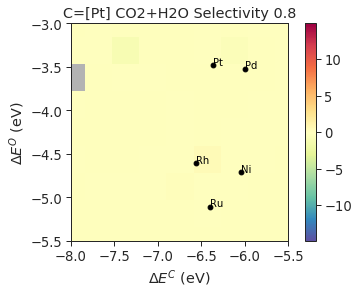 C=[Pt] CO2+H2O Selectivity 0.8
−3.0
−3.5
−4.0
−4.5
−5.0
−5.5
ΔE^O (eV)
Pt
Pd
Rh
Ni
Ru
−8.0 −7.5 −7.0 −6.5 −6.0 −5.5
ΔE^C (eV)
10
5
0
−5
−10